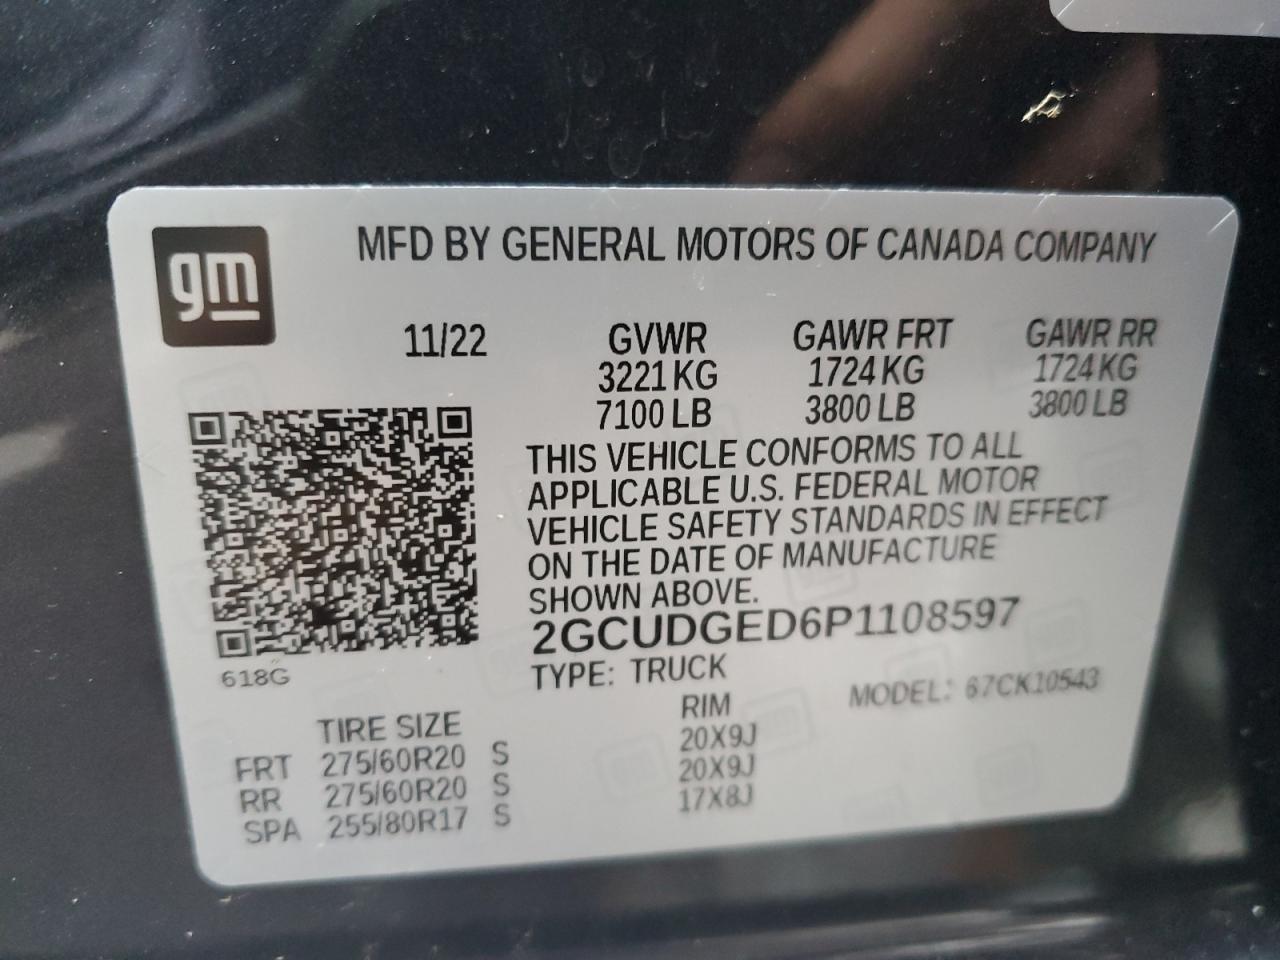 gm
MFD BY GENERAL MOTORS OF CANADA COMPANY
11/22 GVWR GAWR FRT GAWR RR
3221 KG 1724 KG 1724 KG
7100 LB 3800 LB 3800 LB
THIS VEHICLE CONFORMS TO ALL
APPLICABLE U.S. FEDERAL MOTOR
VEHICLE SAFETY STANDARDS IN EFFECT
ON THE DATE OF MANUFACTURE
SHOWN ABOVE.
2GCUDGED6P1108597
618G
TYPE: TRUCK
MODEL: 67CK10543
TIRE SIZE RIM
FRT 275/60R20 S 20X9J
RR 275/60R20 S 20X9J
SPA 255/80R17 S 17X8J